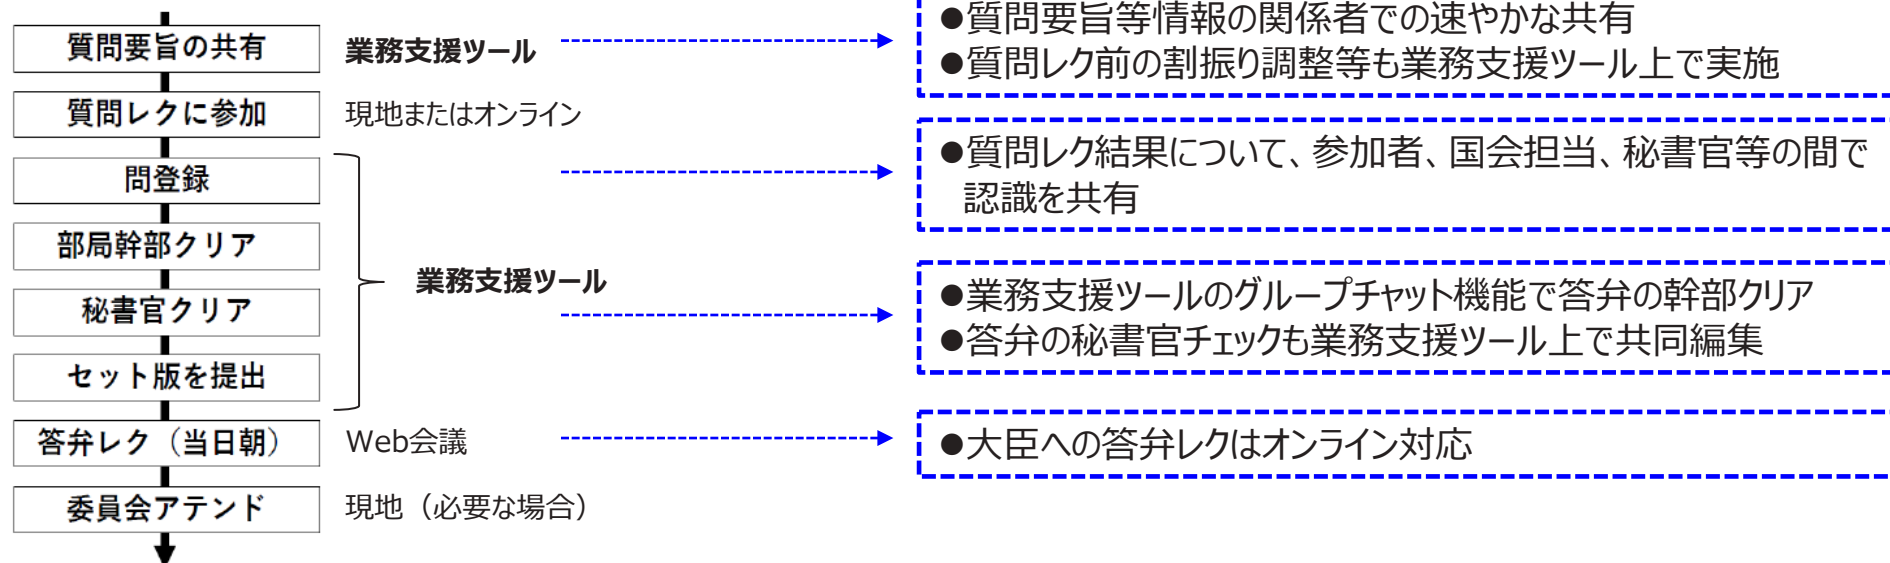 質問要旨の共有
業務支援ツール
●質問要旨等情報の関係者での速やかな共有
●質問レク前の割振り調整等も業務支援ツール上で実施
質問レクに参加
現地またはオンライン
問登録
●質問レク結果について、参加者、国会担当、秘書官等の間で
認識を共有
部局幹部クリア
秘書官クリア
セット版を提出
業務支援ツール
●業務支援ツールのグループチャット機能で答弁の幹部クリア
●答弁の秘書官チェックも業務支援ツール上で共同編集
答弁レク（当日朝）
Web会議
●大臣への答弁レクはオンライン対応
委員会アテンド
現地（必要な場合）